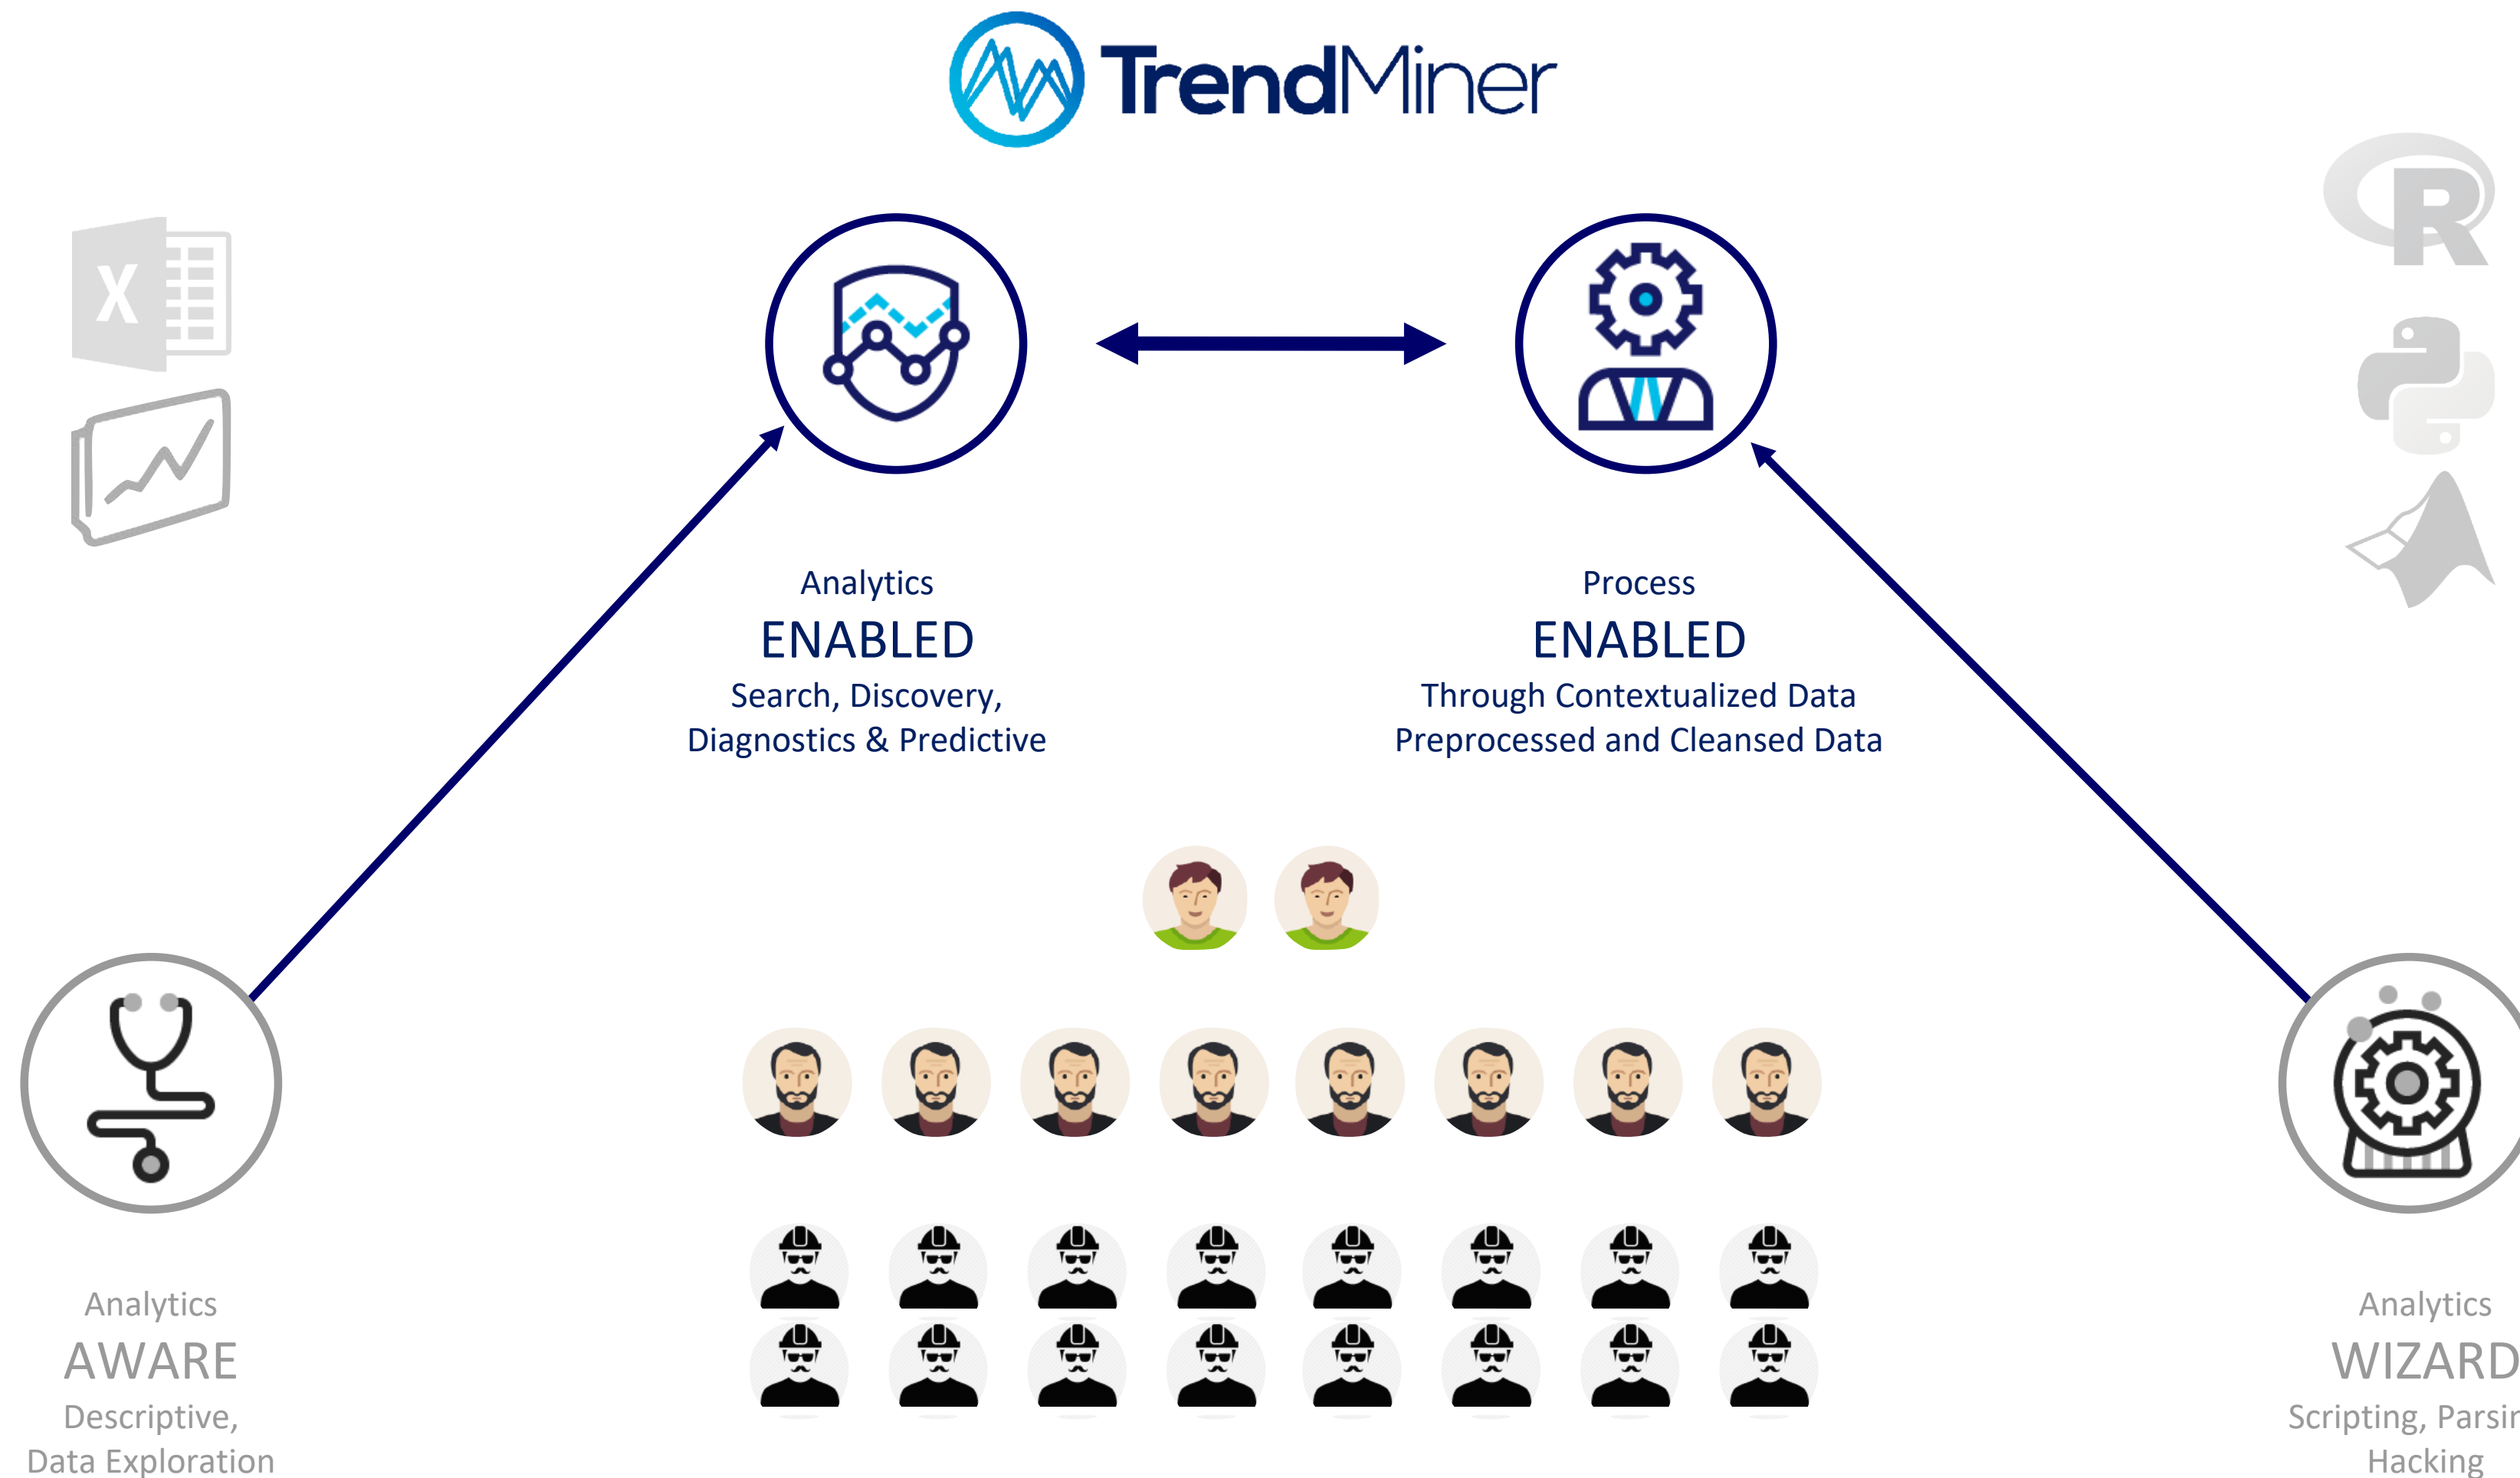 TrendMiner
X
R
Analytics
ENABLED
Search, Discovery,
Diagnostics & Predictive
Process
ENABLED
Through Contextualized Data
Preprocessed and Cleansed Data
Analytics
AWARE
Descriptive,
Data Exploration
Analytics
WIZARD
Scripting,
Hacking